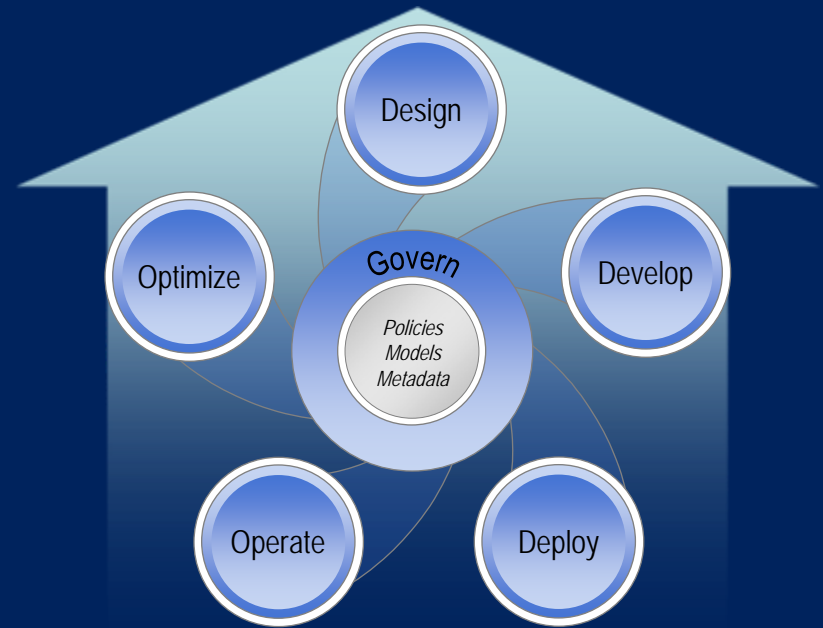 Design
Optimize
Develop
Govern
Policies
Models
Metadata
Operate
Deploy